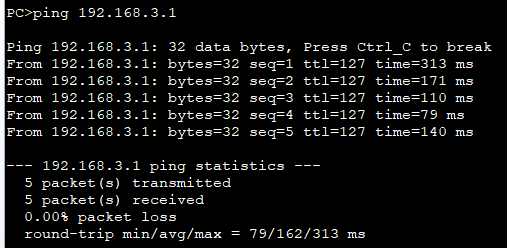 PC>ping 192.168.3.1
Ping 192.168.3.1: 32 data bytes, Press Ctrl_C to break
From 192.168.3.1: bytes=32 seq=1 ttl=127 time=313 ms
From 192.168.3.1: bytes=32 seq=2 ttl=127 time=171 ms
From 192.168.3.1: bytes=32 seq=3 ttl=127 time=110 ms
From 192.168.3.1: bytes=32 seq=4 ttl=127 time=79 ms
From 192.168.3.1: bytes=32 seq=5 ttl=127 time=140 ms
--- 192.168.3.1 ping statistics ---
5 packet(s) transmitted
5 packet(s) received
0.00% packet loss
round-trip min/avg/max = 79/162/313 ms